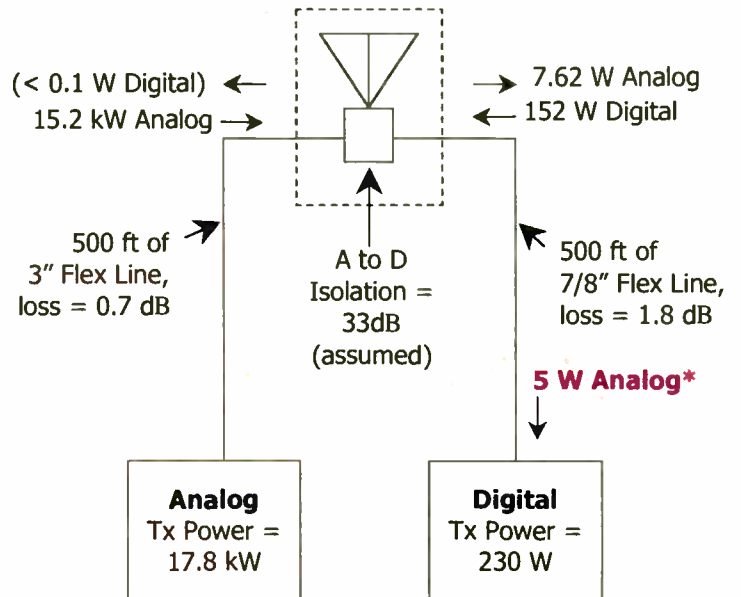 (< 0.1 W Digital)
15.2 kW Analog
7.62 W Analog
152 W Digital
500 ft of
3" Flex Line,
loss = 0.7 dB
A to D
Isolation =
33dB
(assumed)
500 ft of
7/8" Flex Line,
loss = 1.8 dB
5 W Analog*
Analog
Tx Power =
17.8 kW
Digital
Tx Power =
230 W